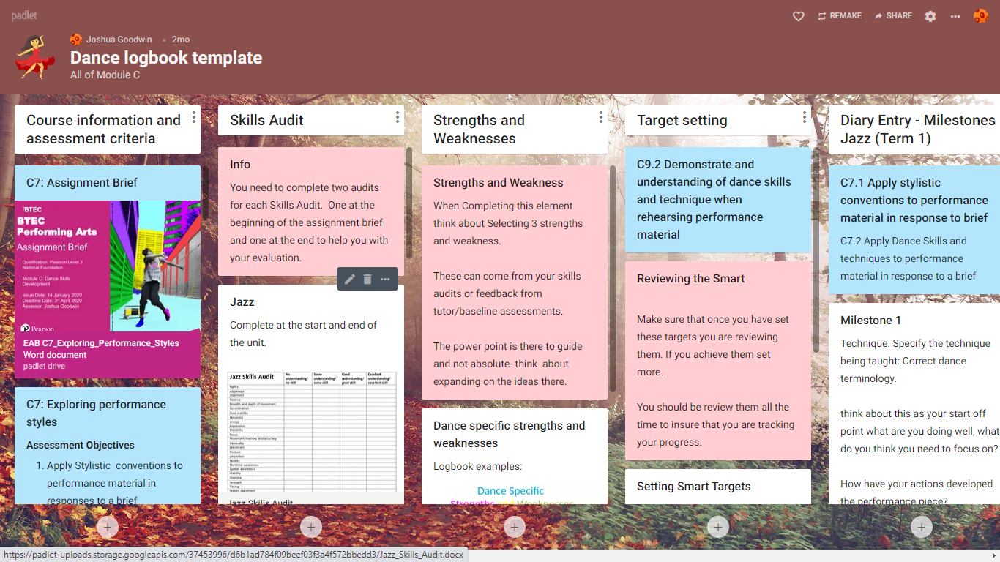 padlet
REMAKE
SHARE
Joshua Goodwin • 2mo
Dance logbook template
All of Module C
Course information and
assessment criteria
C7: Assignment Brief
BTEC
BTEC
Performing Arts
Assignment Brief
Qualification: Pearson Level 3
National Foundation
Module C: Dance Skills
Development
Issue Date: 14 January 2020
Deadline Date: 3rd April 2020
Assessor: Joshua Goodwin
Pearson
EAB C7_Exploring_Performance_Styles
Word document
padlet drive
C7: Exploring performance
styles
Assessment Objectives
1. Apply Stylistic  conventions to
performance material in
responses to a brief
Skills Audit
Info
You need to complete two audits
for each Skills Audit.  One at the
beginning of the assignment brief
and one at the end to help you with
your evaluation.
Jazz
Complete at the start and end of
the unit.
Jazz Skills Audit
No
understanding/
no skill
Some
understanding/
some skill
Good
understanding/
good skill
Excellent
understanding/
excellent skill
Agility
Alignment
Alignment
Balance
Breadth and depth of movement
Co-ordination
Core stability
Dynamics
energy
Expression
Flexibility
Focus
Movement memory and accuracy
Musicality
placement
Posture
projection
Quality
Rhythmic awareness
Spatial awareness
stability
Stamina
Strength
Timing
Weight placement
Jazz Skills Audit
Strengths and
Weaknesses
Strengths and Weakness
When Completing this element
think about Selecting 3 strengths
and weakness.
These can come from your skills
audits or feedback from
tutor/baseline assessments.
The power point is there to guide
and not absolute- think  about
expanding on the ideas there.
Dance specific strengths and
weaknesses
Logbook examples:
Dance Specific
Strengths and Weaknesses
Target setting
C9.2 Demonstrate and
understanding of dance skills
and technique when
rehearsing performance
material
Reviewing the Smart
Make sure that once you have set
these targets you are reviewing
them. If you achieve them set
more.
You should be review them all the
time to insure that you are tracking
your progress.
Setting Smart Targets
Diary Entry - Milestones
Jazz (Term 1)
C7.1 Apply stylistic
conventions to performance
material in response to brief
C7.2 Apply Dance Skills and
techniques to performance
material in response to a brief
Milestone 1
Technique: Specify the technique
being taught: Correct dance
terminology.
think about this as your start off
point what are you doing well, what
do you think you need to focus on?
How have your actions developed
the performance piece?
https://padlet-uploads.storage.googleapis.com/37453996/d6b1ad784f09beef03f3a4f572bbedd3/Jazz_Skills_Audit.docx